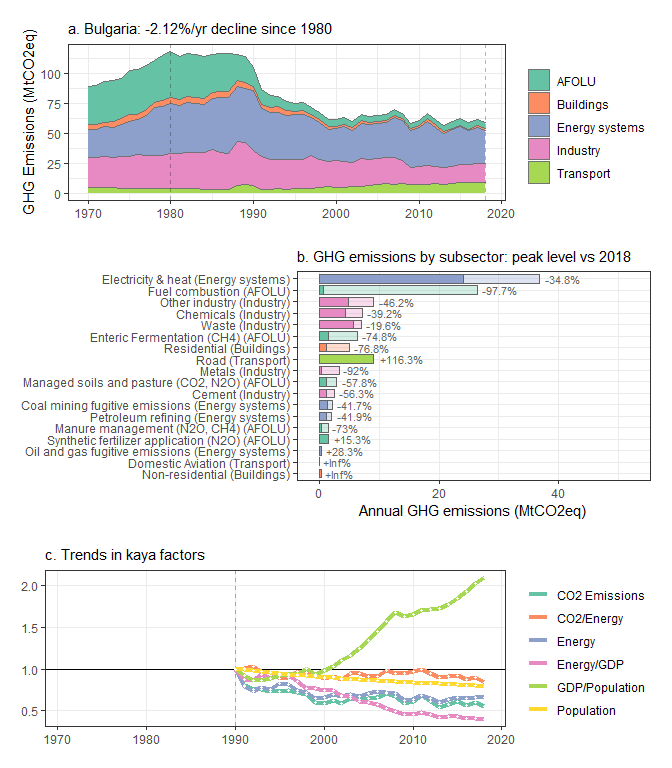 a. Bulgaria: -2.12%/yr decline since 1980
GHG Emissions (MtCO2eq)
100
75
50
25
0
1970
1980
1990
2000
2010
2020
AFOLU
Buildings
Energy systems
Industry
Transport
b. GHG emissions by subsector: peak level vs 2018
Electricity & heat (Energy systems) -34.8%
Fuel combustion (AFOLU) -97.7%
Other industry (Industry) -46.2%
Chemicals (Industry) -39.2%
Waste (Industry) -19.6%
Enteric Fermentation (CH4) (AFOLU) -74.8%
Residential (Buildings) -76.8%
Road (Transport) +116.3%
Metals (Industry) -92%
Managed soils and pasture (CO2, N2O) (AFOLU) -57.8%
Cement (Industry) -56.3%
Coal mining fugitive emissions (Energy systems) -41.7%
Petroleum refining (Energy systems) -41.9%
Manure management (N2O, CH4) (AFOLU) -73%
Synthetic fertilizer application (N2O) (AFOLU) +15.3%
Oil and gas fugitive emissions (Energy systems) +28.3%
Domestic Aviation (Transport) +Inf%
Non-residential (Buildings) +Inf%
0
20
40
Annual GHG emissions (MtCO2eq)
c. Trends in kaya factors
2.0
1.5
1.0
0.5
1970
1980
1990
2000
2010
2020
CO2 Emissions
CO2/Energy
Energy
Energy/GDP
GDP/Population
Population